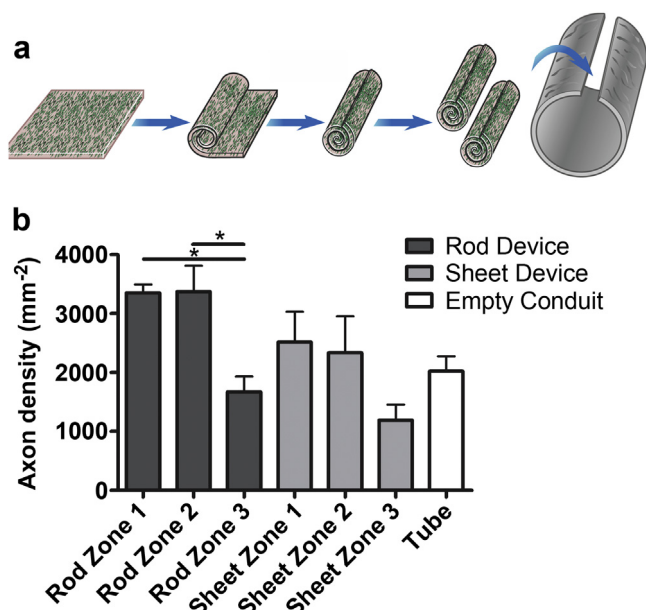 a
b
Axon density (mm⁻²)
4000
3000
2000
1000
0
*
*
Rod Device
Sheet Device
Empty Conduit
Rod Zone 1
Rod Zone 2
Rod Zone 3
Sheet Zone 1
Sheet Zone 2
Sheet Zone 3
Tube